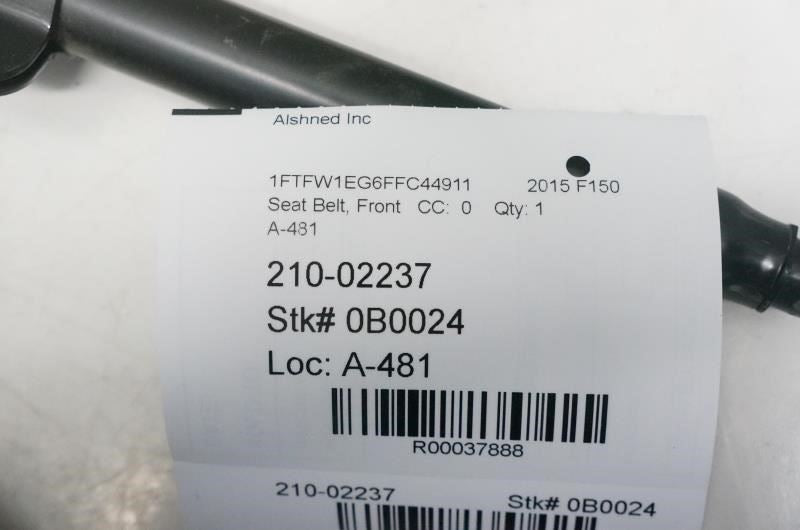 Alshned Inc
1FTFW1EG6FFC44911 2015 F150
Seat Belt, Front CC: 0 Qty: 1
A-481
210-02237
Stk# 0B0024
Loc: A-481
R00037888
210-02237 Stk# 0B0024